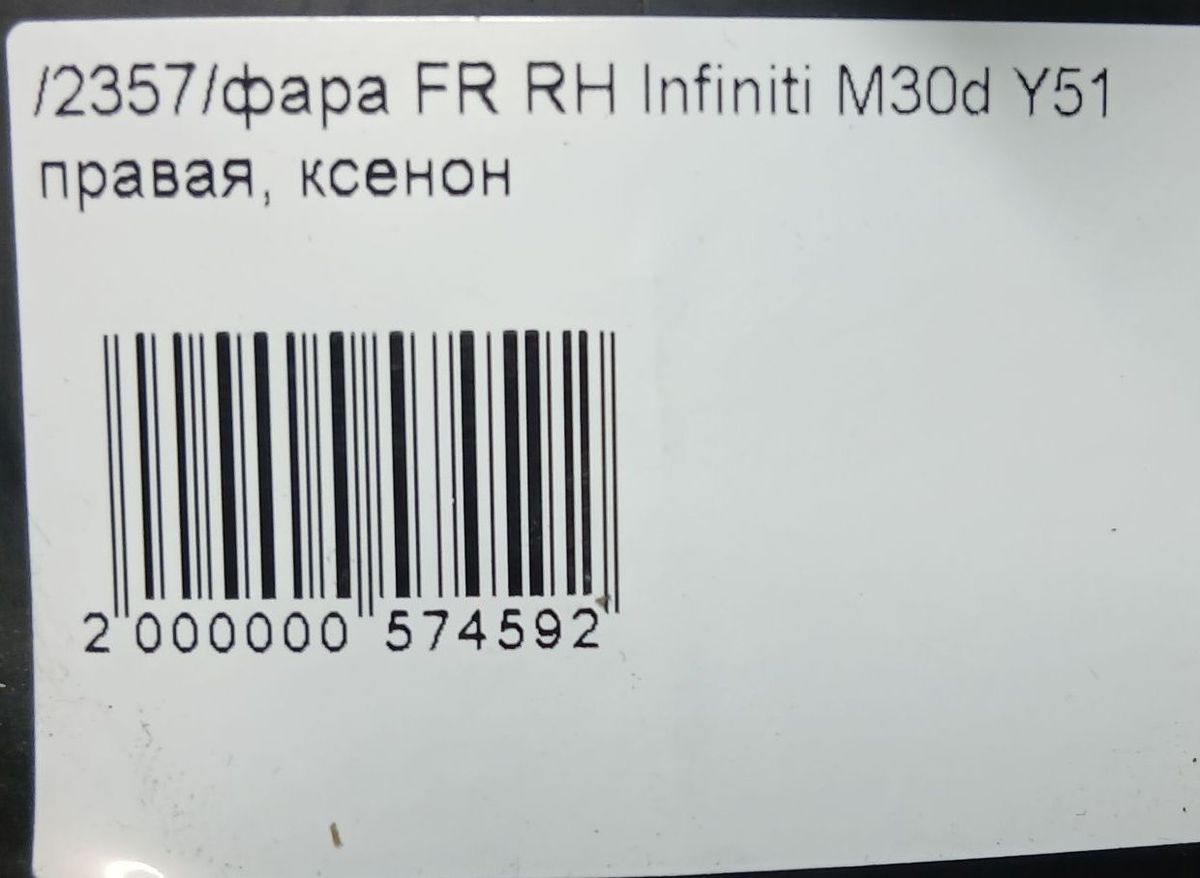 /2357/фара FR RH Infiniti M30d Y51
правая, ксенон
2 000000 574592